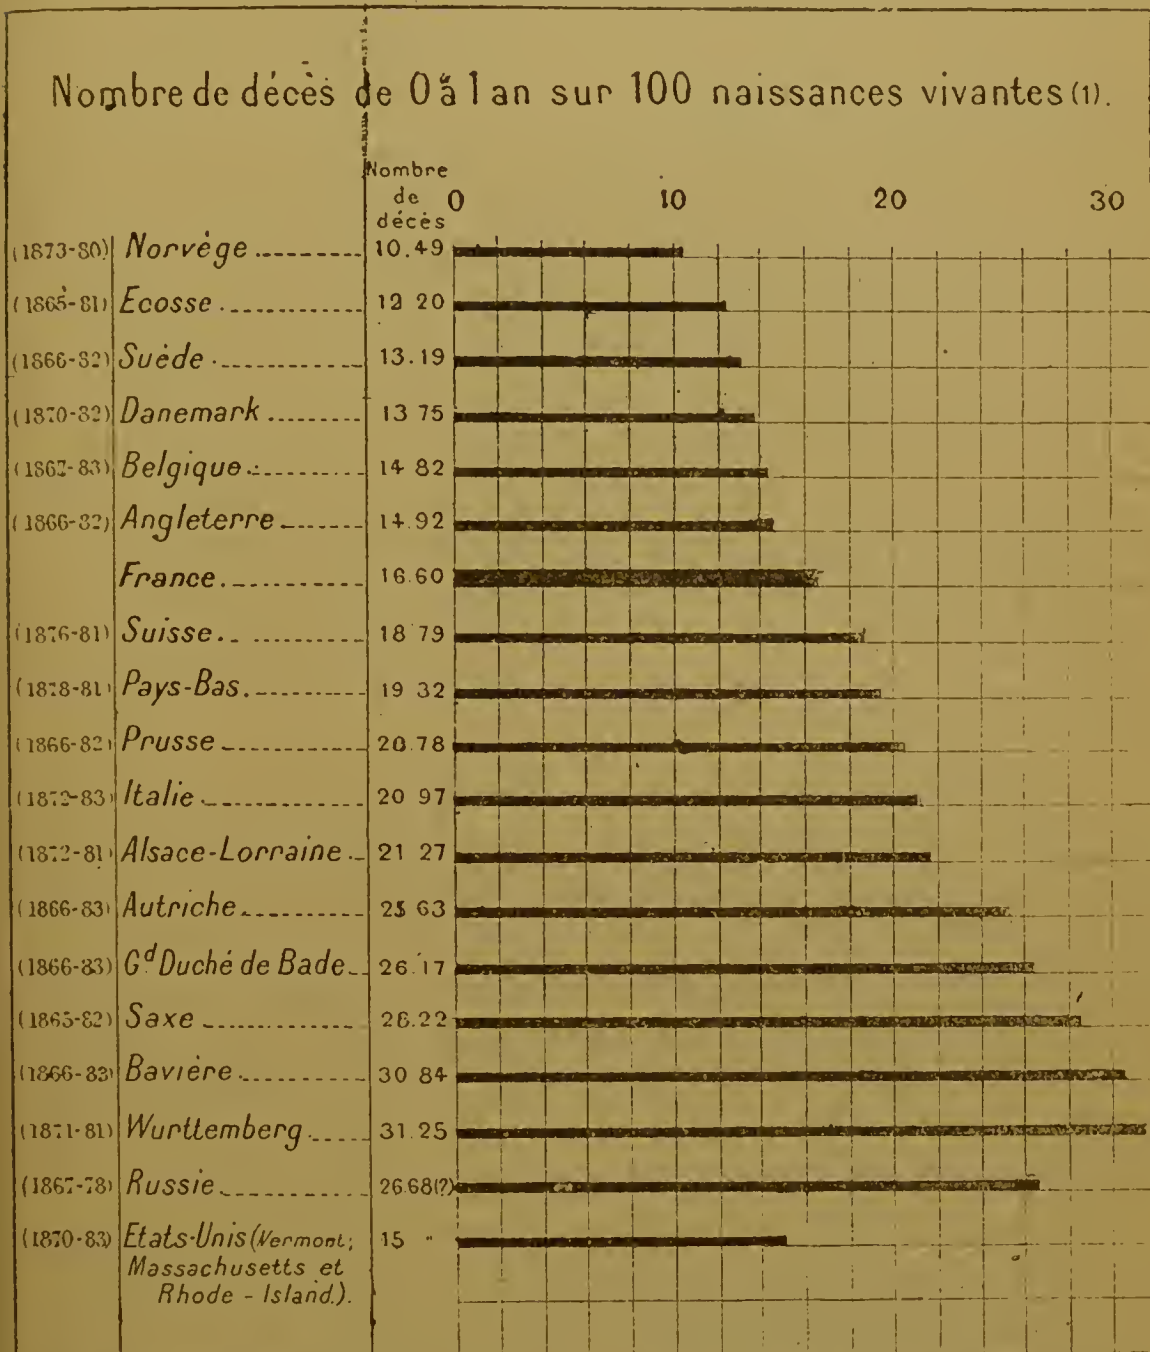 Nombre de décès de 0 à 1 an sur 100 naissances vivantes (1).
Nombre
de
décès
0 10 20 30
(1873-80) Norvège 10.49
(1865-81) Ecosse 12 20
(1866-82) Suède 13.19
(1870-82) Danemark 13 75
(1867-83) Belgique 14 82
(1866-82) Angleterre 14.92
France. 16.60
(1876-81) Suisse 18 79
(1878-81) Pays-Bas. 19 32
(1866-82) Prusse 20.78
(1872-83) Italie 20 97
(1872-81) Alsace-Lorraine 21 27
(1866-83) Autriche 25 63
(1866-83) Gd Duché de Bade 26.17
(1865-82) Saxe 28.22
(1866-83) Bavière 30 84
(1871-81) Wurttemberg 31.25
(1867-78) Russie 26.68(?)
(1870-83) Etats-Unis (Vermont; 15 "
Massachusetts et
Rhode - Island.).